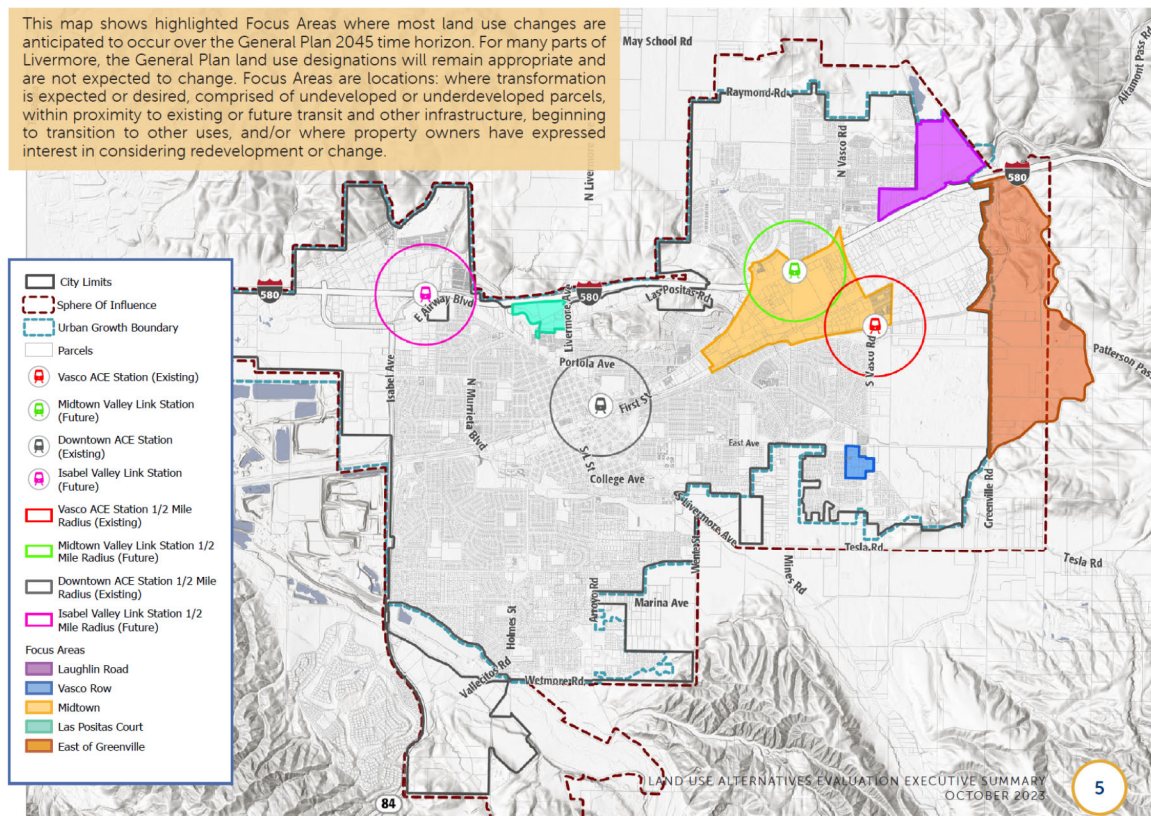 This map shows highlighted Focus Areas where most land use changes are
anticipated to occur over the General Plan 2045 time horizon. For many parts of
Livermore, the General Plan land use designations will remain appropriate and
are not expected to change. Focus Areas are locations: where transformation
is expected or desired, comprised of undeveloped or underdeveloped parcels,
within proximity to existing or future transit and other infrastructure, beginning
to transition to other uses, and/or where property owners have expressed
interest in considering redevelopment or change.
May School Rd
Altamont Pass Rd
Raymond Rd
N Vasco Rd
N Livermore
580
City Limits
Sphere Of Influence
Urban Growth Boundary
Parcels
Vasco ACE Station (Existing)
Midtown Valley Link Station
(Future)
Downtown ACE Station
(Existing)
Isabel Valley Link Station
(Future)
Vasco ACE Station 1/2 Mile
Radius (Existing)
Midtown Valley Link Station 1/2
Mile Radius (Future)
Downtown ACE Station 1/2 Mile
Radius (Existing)
Isabel Valley Link Station 1/2
Mile Radius (Future)
Focus Areas
Laughlin Road
Vasco Row
Midtown
Las Positas Court
East of Greenville
580
E Airway Blvd
580
Livermore Ave
Las Positas Rd
Isabel Ave
N Murrieta Blvd
Portola Ave
First St
S Vasco Rd
Patterson Pass
S L St
East Ave
College Ave
S Livermore Ave
Greenville Rd
Wente St
Mines Rd
Tesla Rd
Tesla Rd
Arroyo Rd
Marina Ave
Holmes St
Vallecitos Rd
Wetmore Rd
84
LAND USE ALTERNATIVES EVALUATION EXECUTIVE SUMMARY
OCTOBER 2023
5